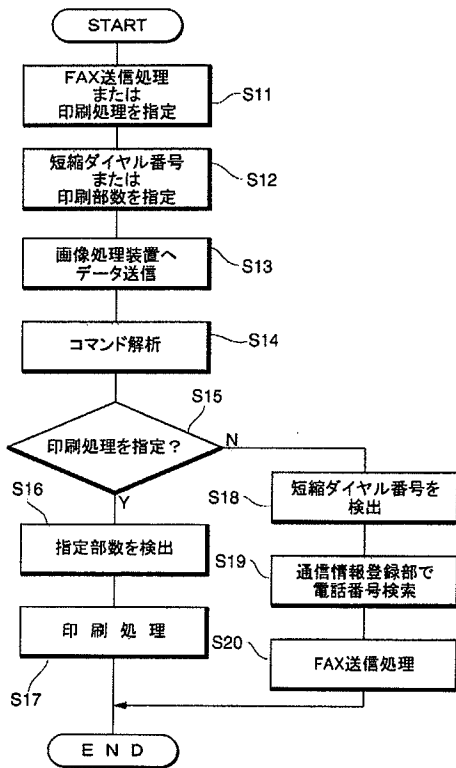 START
FAX送信処理
または
印刷処理を指定
S11
短縮ダイヤル番号
または
印刷部数を指定
S12
画像処理装置へ
データ送信
S13
コマンド解析
S14
S15
印刷処理を指定？
N
Y
S16
指定部数を検出
印刷処理
S17
S18
短縮ダイヤル番号を
検出
S19
通信情報登録部で
電話番号検索
S20
FAX送信処理
END